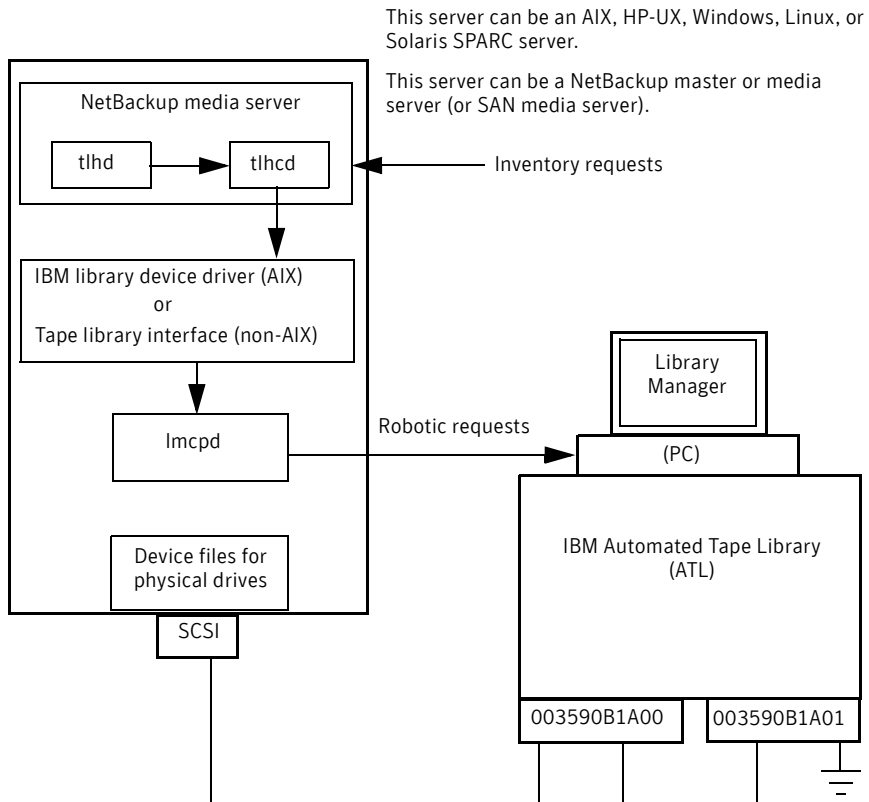 This server can be an AIX, HP-UX, Windows, Linux, or
Solaris SPARC server.
This server can be a NetBackup master or media
server (or SAN media server).
NetBackup media server
tlhd
tlhcd
Inventory requests
IBM library device driver (AIX)
or
Tape library interface (non-AIX)
lmcpd
Robotic requests
Library
Manager
(PC)
IBM Automated Tape Library
(ATL)
Device files for
physical drives
SCSI
003590B1A00
003590B1A01